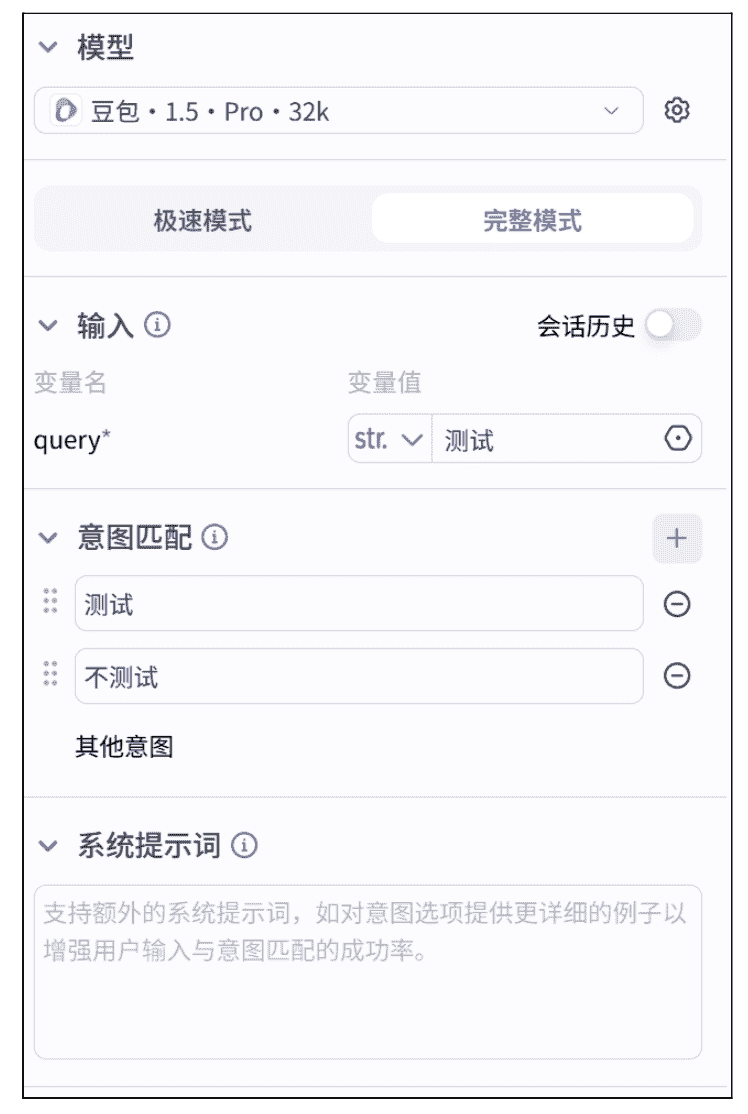 模型
豆包・1.5・Pro・32k
极速模式 完整模式
输入 会话历史
变量名 变量值
query* str. 测试
意图匹配
测试
不测试
其他意图
系统提示词
支持额外的系统提示词，如对意图选项提供更详细的例子以
增强用户输入与意图匹配的成功率。